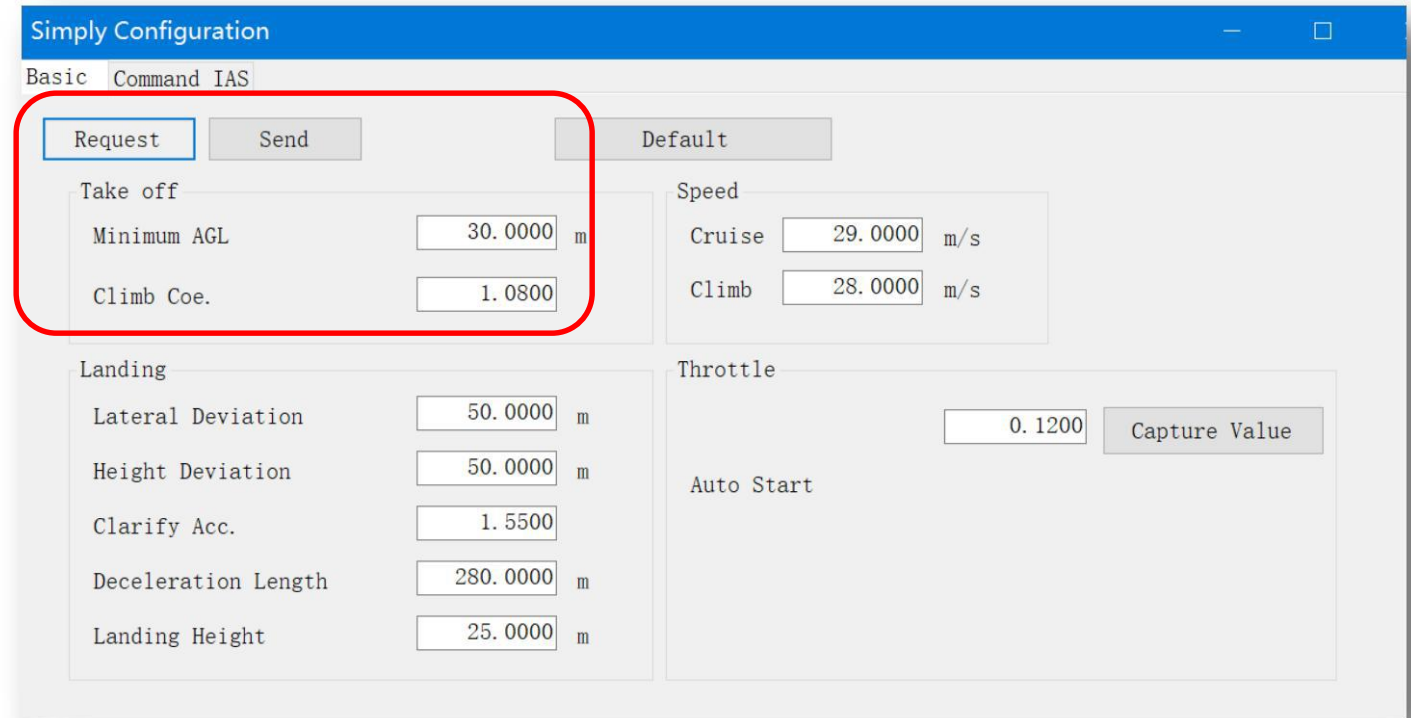 Simply Configuration
Basic Command IAS
Request Send Default
Take off
Minimum AGL 30.0000 m
Climb Coe. 1.0800
Speed
Cruise 29.0000 m/s
Climb 28.0000 m/s
Landing
Lateral Deviation 50.0000 m
Height Deviation 50.0000 m
Clarify Acc. 1.5500
Deceleration Length 280.0000 m
Landing Height 25.0000 m
Throttle
0.1200 Capture Value
Auto Start